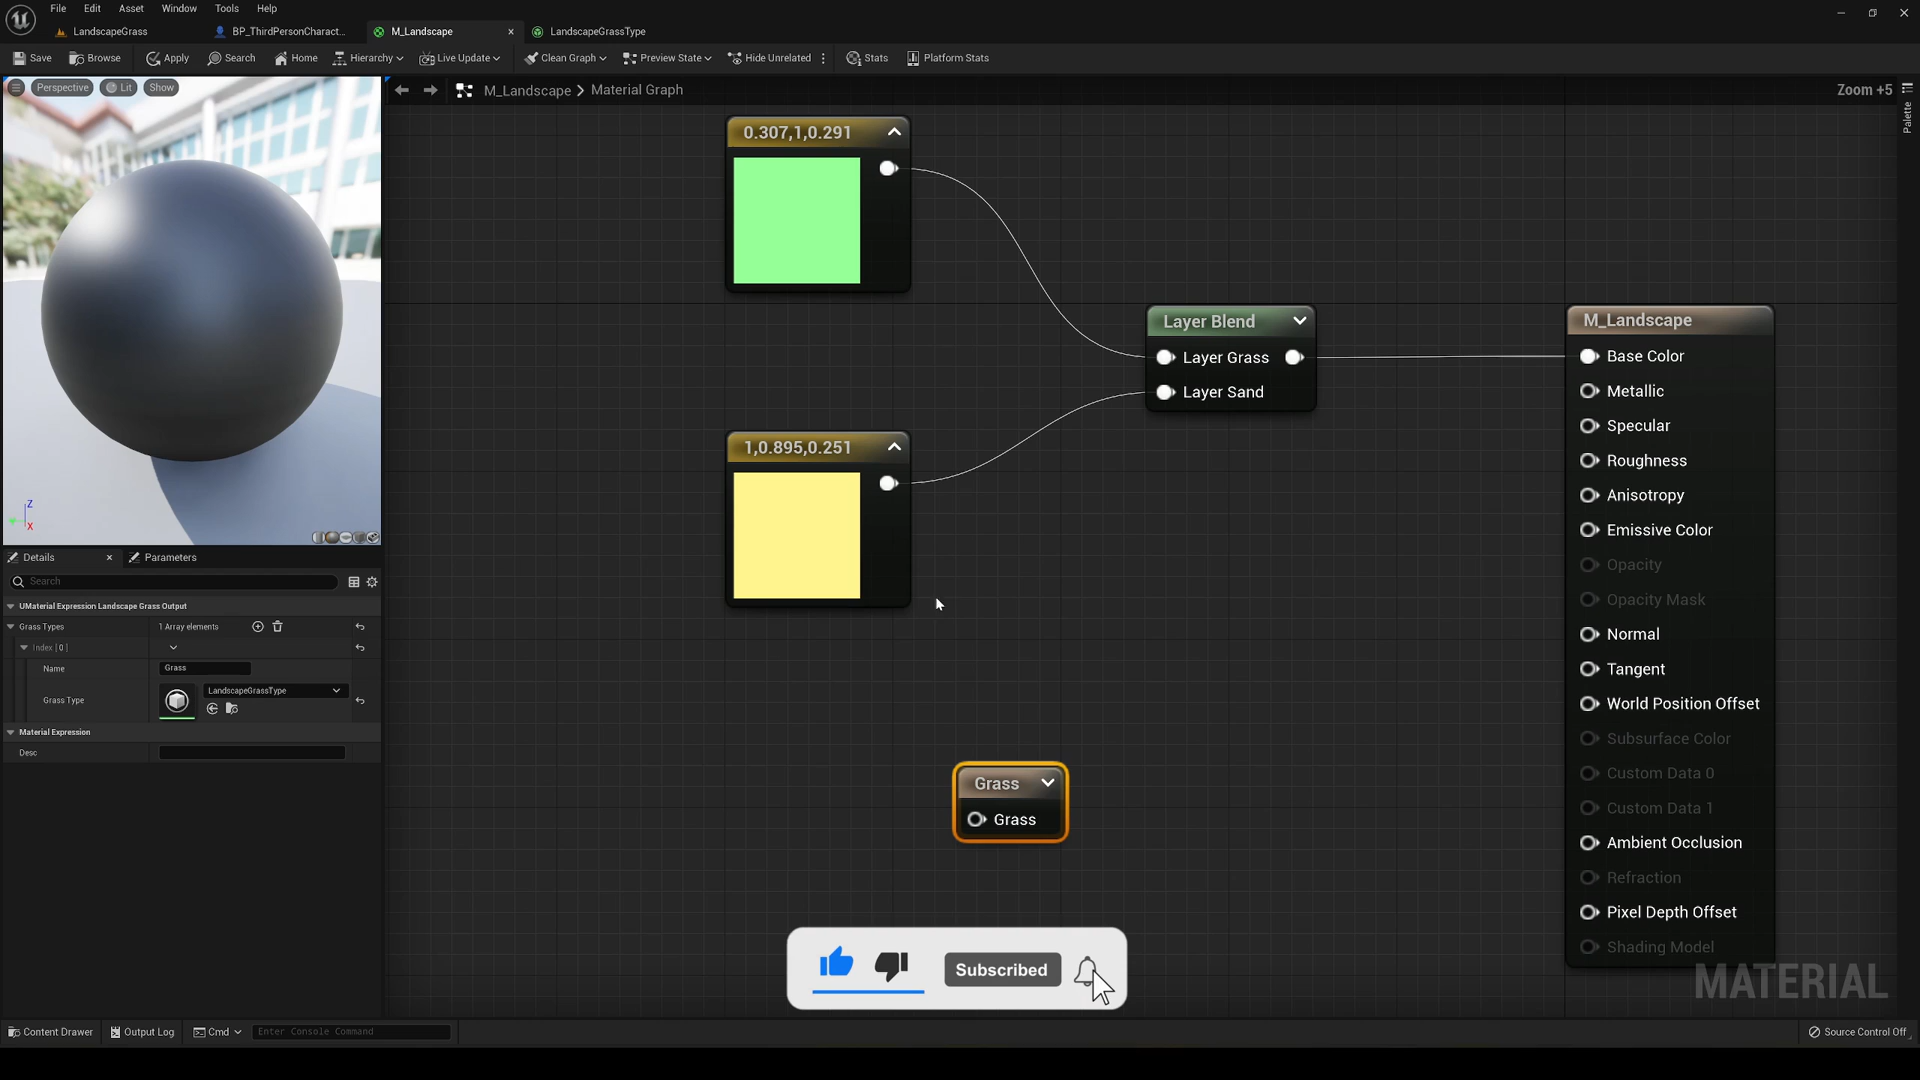 File Edit Asset Window Tools Help
LandscapeGrass BP_ThirdPersonCharact... M_Landscape LandscapeGrassType
Save Browse Apply Search Home Hierarchy Live Update Clean Graph Preview State Hide Unrelated Stats Platform Stats
Perspective Lit Show
M_Landscape > Material Graph
Zoom +5
Palette
0.307,1,0.291
Layer Blend
Layer Grass
Layer Sand
1,0.895,0.251
Grass
Grass
M_Landscape
Base Color
Metallic
Specular
Roughness
Anisotropy
Emissive Color
Opacity
Opacity Mask
Normal
Tangent
World Position Offset
Subsurface Color
Custom Data 0
Custom Data 1
Ambient Occlusion
Refraction
Pixel Depth Offset
Shading Model
MATERIAL
Z
X
Details Parameters
Search
UMaterial Expression Landscape Grass Output
Grass Types 1 Array elements
Index [ 0 ]
Name Grass
Grass Type LandscapeGrassType
Material Expression
Desc
Subscribed
Content Drawer Output Log Cmd Enter Console Command
Source Control Off